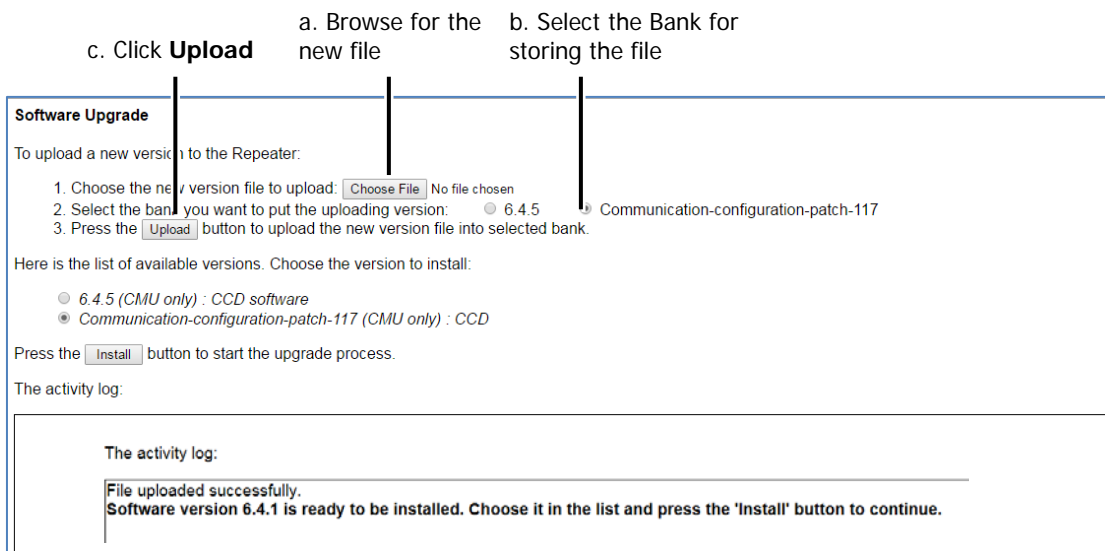 a. Browse for the new file
b. Select the Bank for storing the file
c. Click Upload
Software Upgrade
To upload a new version to the Repeater:
1. Choose the new version file to upload: Choose File No file chosen
2. Select the bank you want to put the uploading version: 6.4.5 Communication-configuration-patch-117
3. Press the Upload button to upload the new version file into selected bank.
Here is the list of available versions. Choose the version to install:
6.4.5 (CMU only) : CCD software
Communication-configuration-patch-117 (CMU only) : CCD
Press the Install button to start the upgrade process.
The activity log:
The activity log:
File uploaded successfully.
Software version 6.4.1 is ready to be installed. Choose it in the list and press the 'Install' button to continue.